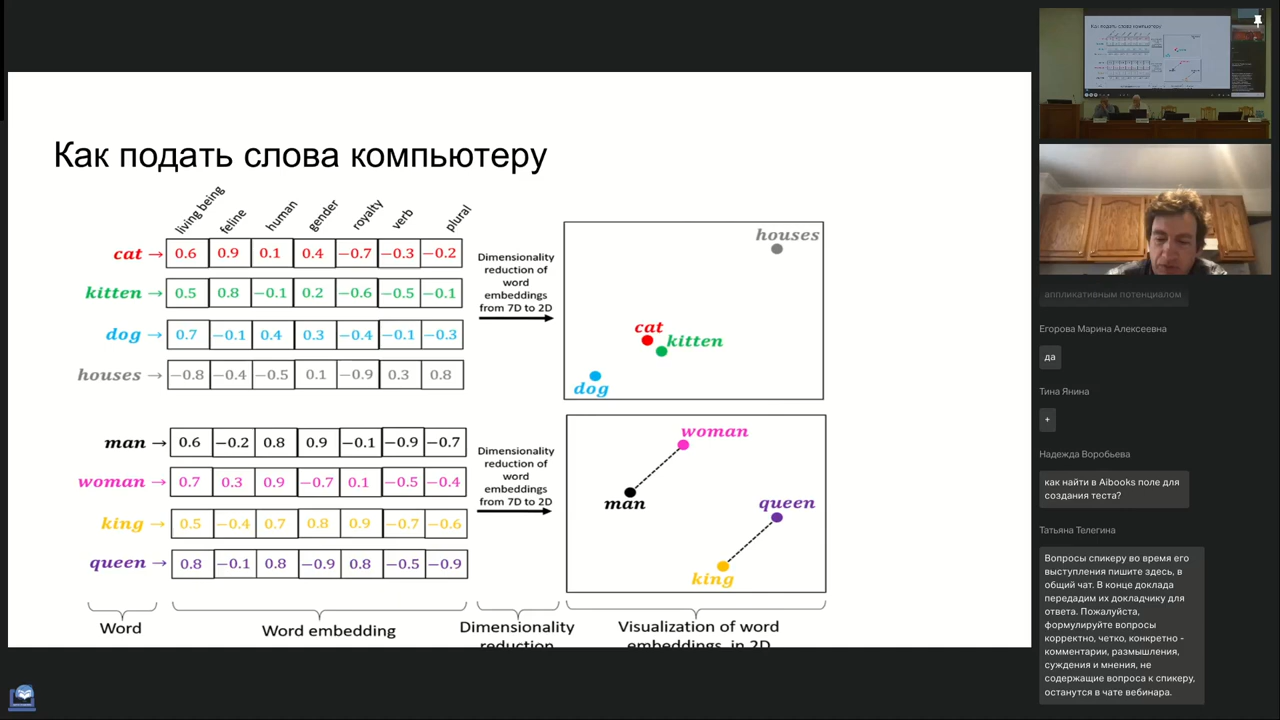 Как подать слова компьютеру
living being feline human gender royalty verb plural
cat → 0.6 0.9 0.1 0.4 −0.7 −0.3 −0.2
kitten → 0.5 0.8 −0.1 0.2 −0.6 −0.5 −0.1
dog → 0.7 −0.1 0.4 0.3 −0.4 −0.1 −0.3
houses → −0.8 −0.4 −0.5 0.1 −0.9 0.3 0.8
Dimensionality
reduction of
word
embeddings
from 7D to 2D
houses
cat
kitten
dog
man → 0.6 −0.2 0.8 0.9 −0.1 −0.9 −0.7
woman → 0.7 0.3 0.9 −0.7 0.1 −0.5 −0.4
king → 0.5 −0.4 0.7 0.8 0.9 −0.7 −0.6
queen → 0.8 −0.1 0.8 −0.9 0.8 −0.5 −0.9
Dimensionality
reduction of
word
embeddings
from 7D to 2D
woman
man
queen
king
Word
Word embedding
Dimensionality
reduction
Visualization of word
embeddings in 2D
Как подать слова компьютеру
аппликативным потенциалом
Егорова Марина Алексеевна
да
Тина Янина
+
Надежда Воробьева
как найти в Aibooks поле для
создания теста?
Татьяна Телегина
Вопросы спикеру во время его
выступления пишите здесь, в
общий чат. В конце доклада
передадим их докладчику для
ответа. Пожалуйста,
формулируйте вопросы
корректно, четко, конкретно -
комментарии, размышления,
суждения и мнения, не
содержащие вопроса к спикеру,
останутся в чате вебинара.